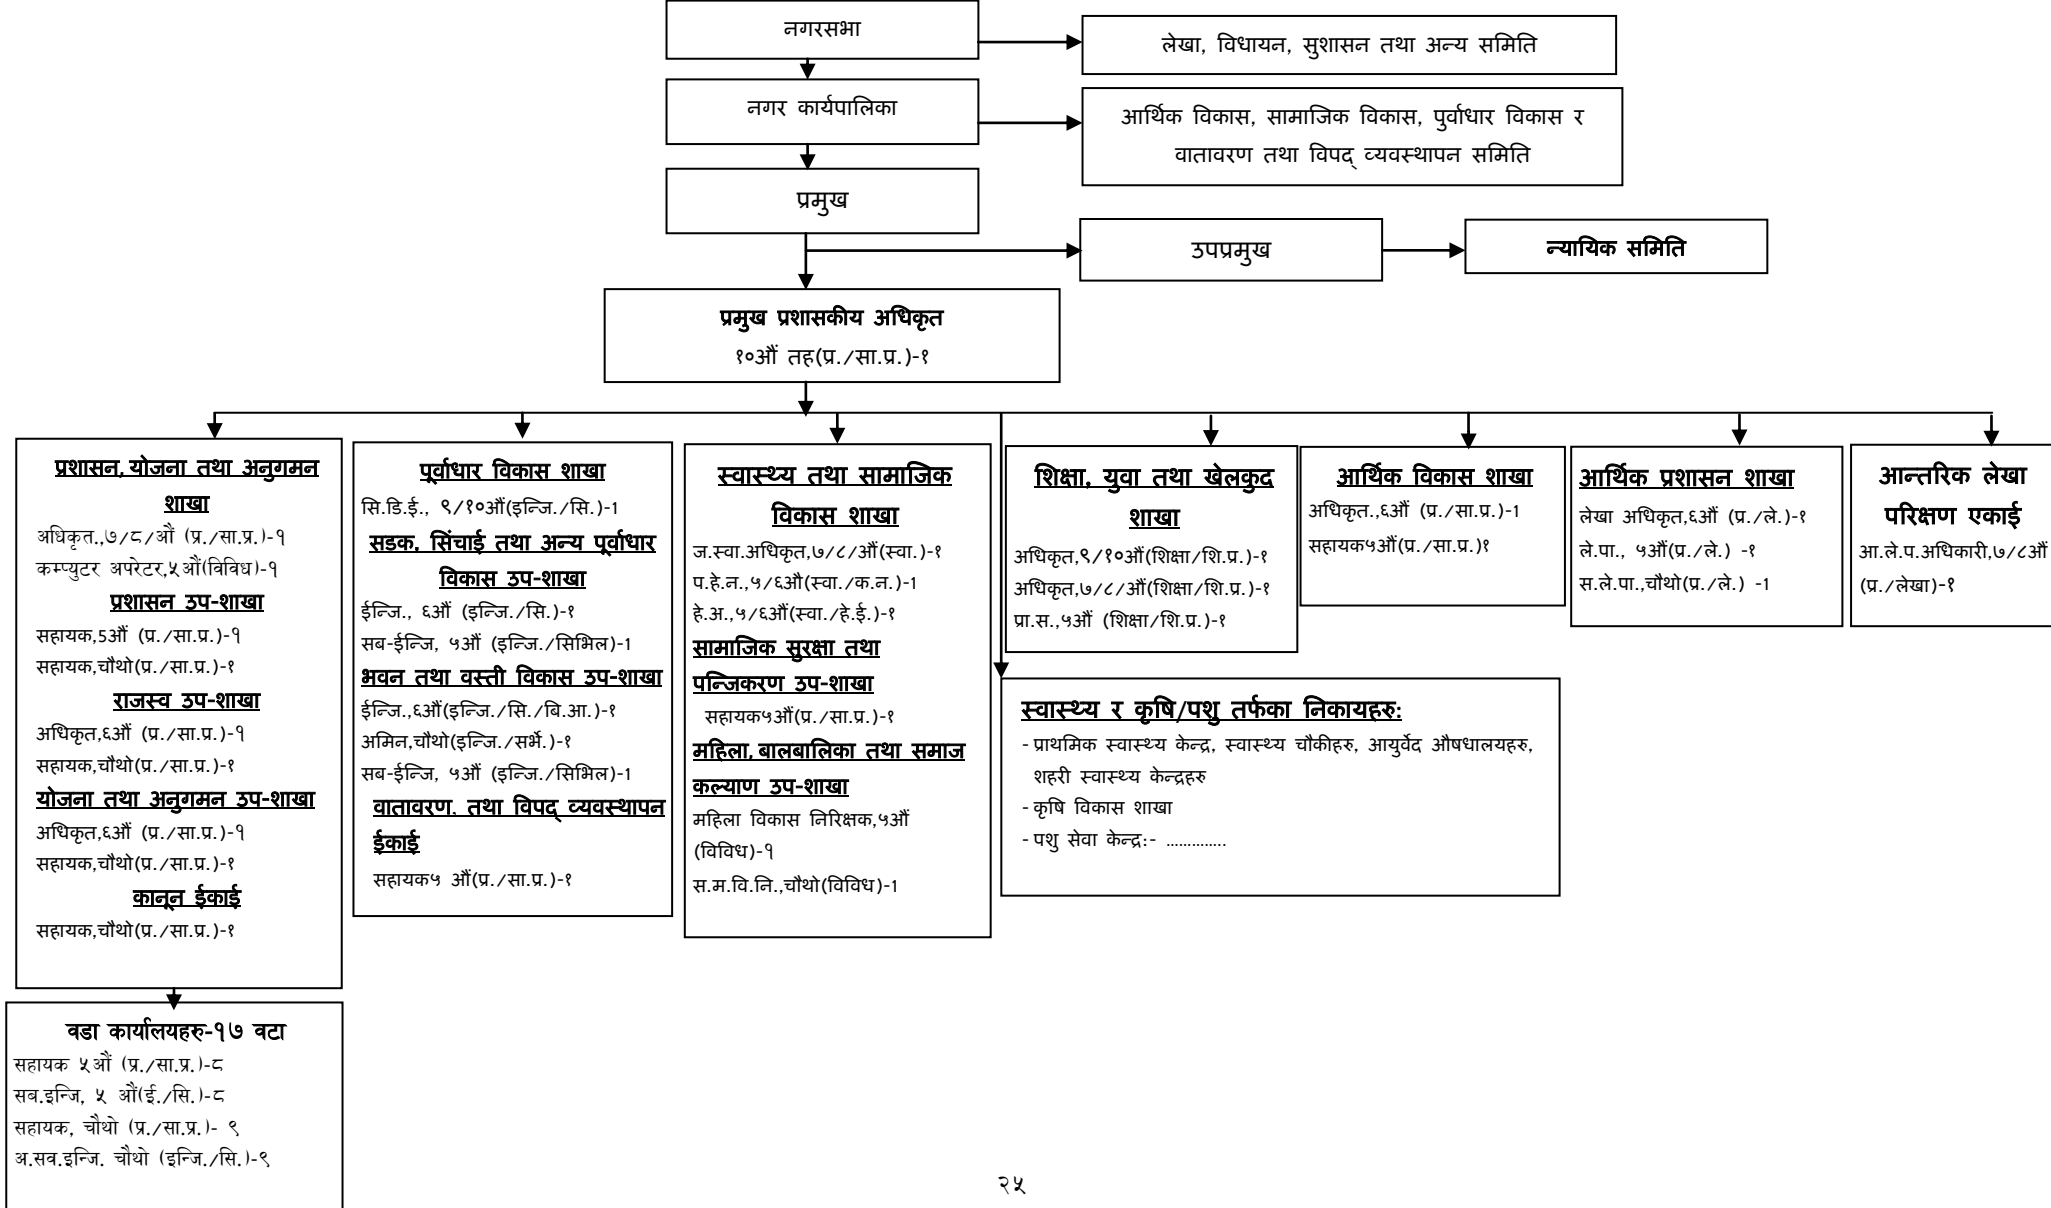 नगरसभा
लेखा, विधायन, सुशासन तथा अन्य समिति
नगर कार्यपालिका
आर्थिक विकास, सामाजिक विकास, पुर्वाधार विकास र
वातावरण तथा विपद् व्यवस्थापन समिति
प्रमुख
उपप्रमुख
न्यायिक समिति
प्रमुख प्रशासकीय अधिकृत
१०औं तह(प्र./सा.प्र.)-१
प्रशासन, योजना तथा अनुगमन
शाखा
अधिकृत.,७/८/औं (प्र./सा.प्र.)-१
कम्प्युटर अपरेटर,५औं(विविध)-१
प्रशासन उप-शाखा
सहायक,5औं (प्र./सा.प्र.)-१
सहायक,चौथो(प्र./सा.प्र.)-१
राजस्व उप-शाखा
अधिकृत,६औं (प्र./सा.प्र.)-१
सहायक,चौथो(प्र./सा.प्र.)-१
योजना तथा अनुगमन उप-शाखा
अधिकृत,६औं (प्र./सा.प्र.)-१
सहायक,चौथो(प्र./सा.प्र.)-१
कानून ईकाई
सहायक,चौथो(प्र./सा.प्र.)-१
वडा कार्यालयहरु-१७ वटा
सहायक ५औं (प्र./सा.प्र.)-८
सब.इन्जि, ५ औं(ई./सि.)-८
सहायक, चौथो (प्र./सा.प्र.)- ९
अ.सव.इन्जि. चौथो (इन्जि./सि.)-९
पूर्वाधार विकास शाखा
सि.डि.ई., ९/१०औं(इन्जि./सि.)-1
सडक, सिंचाई तथा अन्य पूर्वाधार
विकास उप-शाखा
ईन्जि., ६औं (इन्जि./सि.)-१
सब-ईन्जि, ५औं (इन्जि./सिभिल)-1
भवन तथा वस्ती विकास उप-शाखा
ईन्जि.,६औं(इन्जि./सि./बि.आ.)-१
अमिन,चौथो(इन्जि./सर्भे.)-१
सब-ईन्जि, ५औं (इन्जि./सिभिल)-1
वातावरण, तथा विपद् व्यवस्थापन
ईकाई
सहायक५ औं(प्र./सा.प्र.)-१
स्वास्थ्य तथा सामाजिक
विकास शाखा
ज.स्वा.अधिकृत,७/८/औं(स्वा.)-१
प.हे.न.,५/६औ(स्वा./क.न.)-1
हे.अ.,५/६औं(स्वा./हे.ई.)-१
सामाजिक सुरक्षा तथा
पन्जिकरण उप-शाखा
सहायक५औं(प्र./सा.प्र.)-१
महिला, बालबालिका तथा समाज
कल्याण उप-शाखा
महिला विकास निरिक्षक,५औं
(विविध)-१
स.म.वि.नि.,चौथो(विविध)-1
शिक्षा, युवा तथा खेलकुद
शाखा
अधिकृत,९/१०औं(शिक्षा/शि.प्र.)-१
अधिकृत,७/८/औं(शिक्षा/शि.प्र.)-१
प्रा.स.,५औं (शिक्षा/शि.प्र.)-१
आर्थिक विकास शाखा
अधिकृत.,६औं (प्र./सा.प्र.)-1
सहायक५औं(प्र./सा.प्र.)१
आर्थिक प्रशासन शाखा
लेखा अधिकृत,६औं (प्र./ले.)-१
ले.पा., ५औं(प्र./ले.) -१
स.ले.पा.,चौथो(प्र./ले.) -1
आन्तरिक लेखा
परिक्षण एकाई
आ.ले.प.अधिकारी,७/८औं
(प्र./लेखा)-१
स्वास्थ्य र कृषि/पशु तर्फका निकायहरु:
- प्राथमिक स्वास्थ्य केन्द्र, स्वास्थ्य चौकीहरु, आयुर्वेद औषधालयहरु,
शहरी स्वास्थ्य केन्द्रहरु
- कृषि विकास शाखा
- पशु सेवा केन्द्र:- ..............
२५